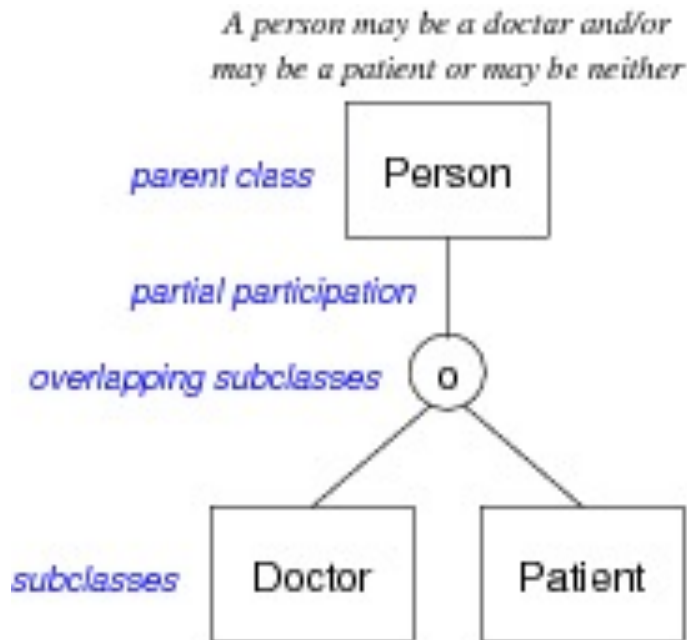 A person may be a doctar and/or
may be a patient or may be neither
parent class
Person
partial participation
overlapping subclasses
o
subclasses
Doctor
Patient